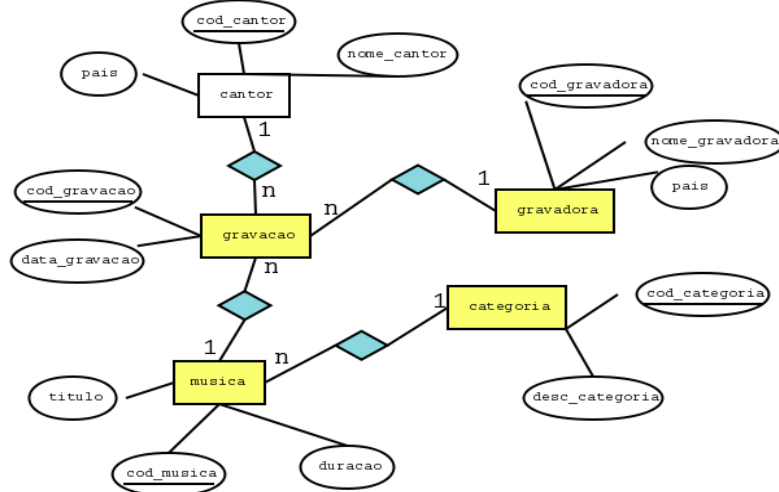 cod_cantor
nome_cantor
pais
cantor
cod_gravadora
1
nome_gravadora
cod_gravacao
n
1
pais
n
gravadora
gravacao
data_gravacao
n
cod_categoria
1
categoria
1
n
musica
titulo
desc_categoria
duracao
cod_musica